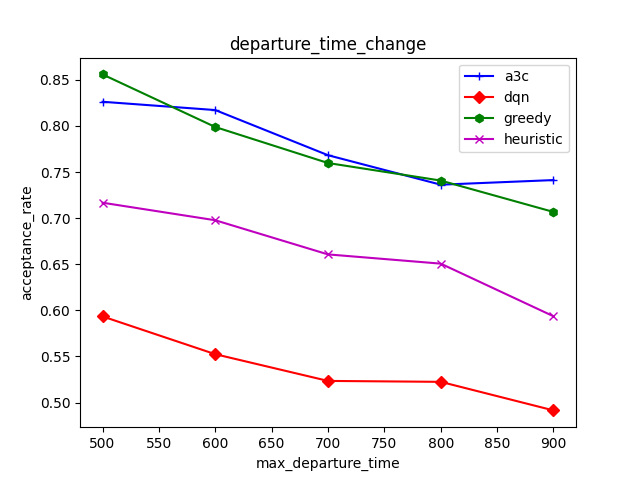 departure_time_change
a3c
dqn
greedy
heuristic
acceptance_rate
0.85
0.80
0.75
0.70
0.65
0.60
0.55
0.50
500 550 600 650 700 750 800 850 900
max_departure_time